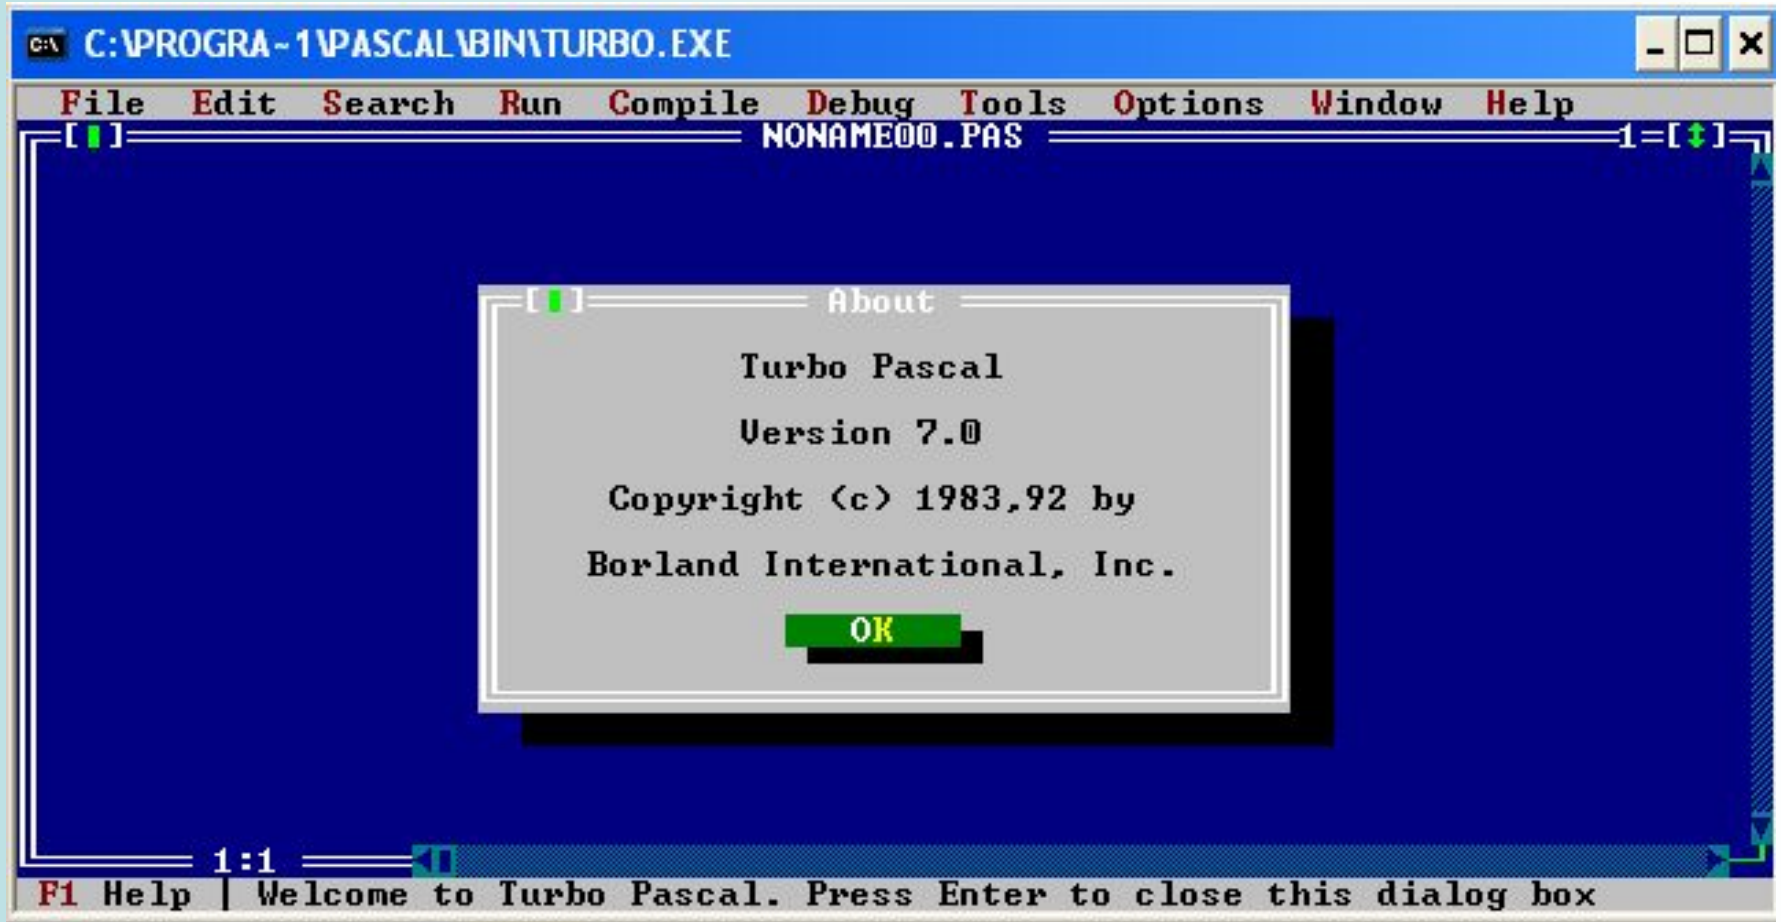 C:\PROGRA~1\PASCAL\BIN\TURBO.EXE
File Edit Search Run Compile Debug Tools Options Window Help
[▮] NONAME00.PAS 1=[↕]
[▮] About
Turbo Pascal
Version 7.0
Copyright (c) 1983,92 by
Borland International, Inc.
OK
1:1
F1 Help | Welcome to Turbo Pascal. Press Enter to close this dialog box